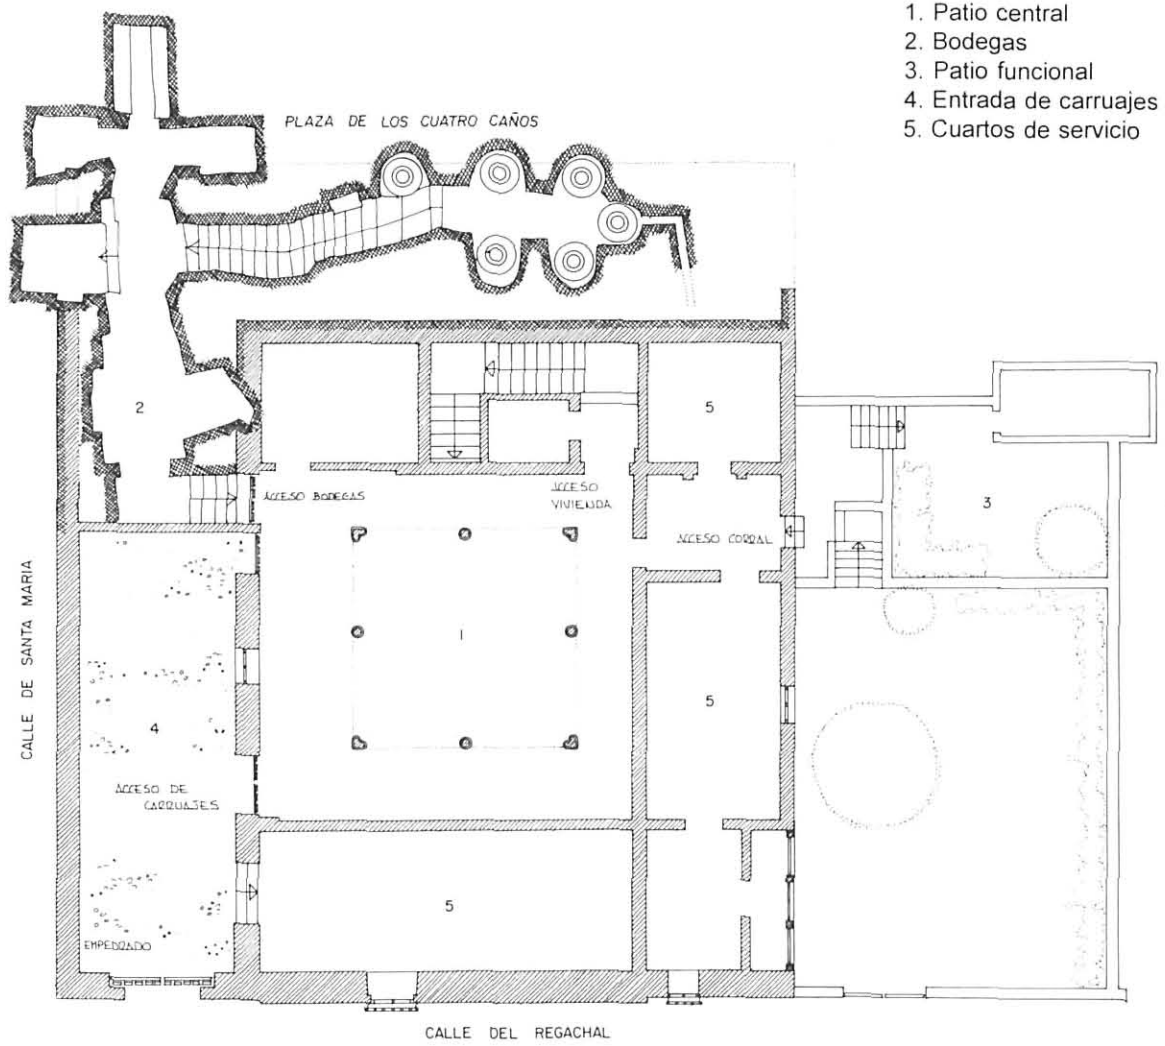 1. Patio central
2. Bodegas
3. Patio funcional
4. Entrada de carruajes
5. Cuartos de servicio
PLAZA DE LOS CUATRO CAÑOS
2
5
ACCESO BODEGAS
ACCESO
VIVIENDA
3
ACCESO CORRAL
CALLE DE SANTA MARIA
1
4
5
ACCESO DE
CARRUAJES
5
EMPEDRADO
CALLE DEL REGACHAL